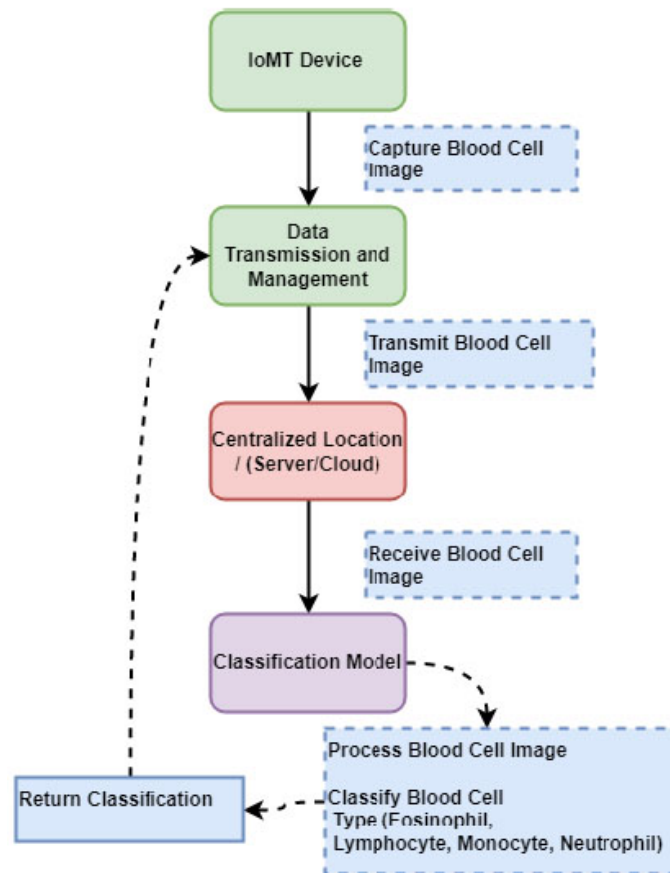 IoMT Device
Capture Blood Cell
Image
Data
Transmission and
Management
Transmit Blood Cell
Image
Centralized Location
/ (Server/Cloud)
Receive Blood Cell
Image
Classification Model
Process Blood Cell Image
Classify Blood Cell
Type (Eosinophil,
Lymphocyte, Monocyte, Neutrophil)
Return Classification